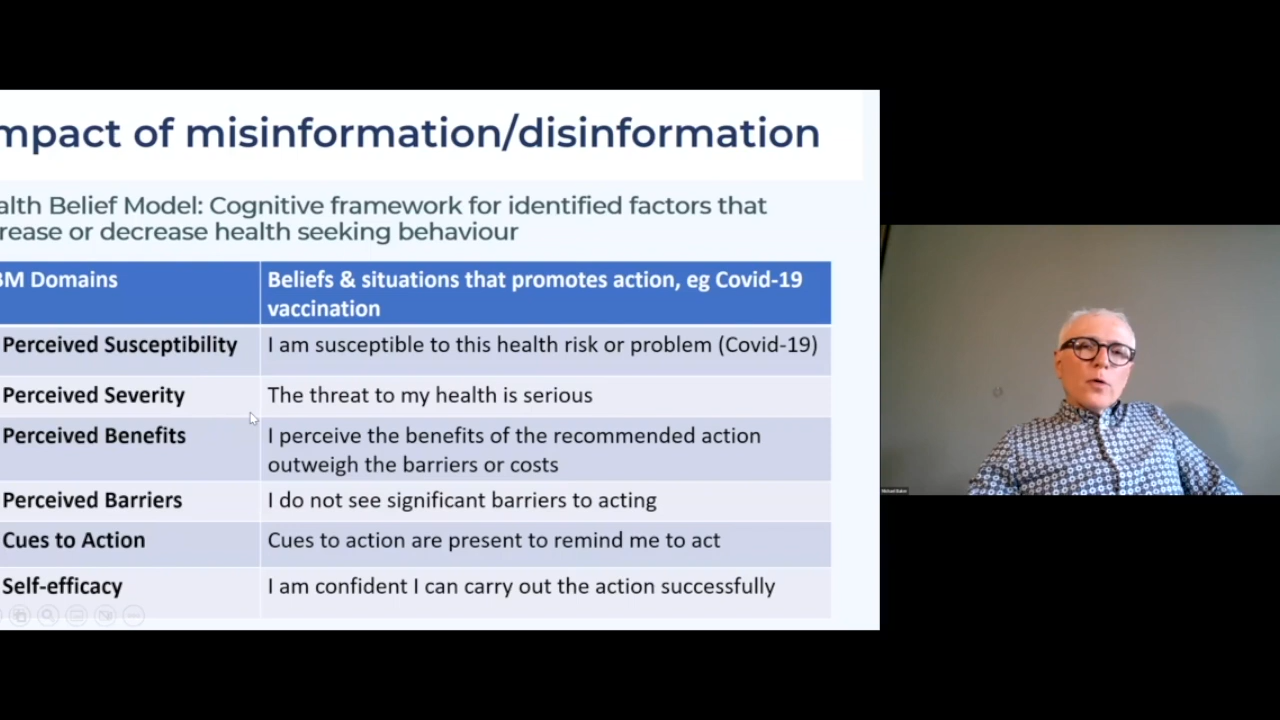 mpact of misinformation/disinformation
alth Belief Model: Cognitive framework for identified factors that
rease or decrease health seeking behaviour
BM Domains
Beliefs & situations that promotes action, eg Covid-19
vaccination
Perceived Susceptibility
I am susceptible to this health risk or problem (Covid-19)
Perceived Severity
The threat to my health is serious
Perceived Benefits
I perceive the benefits of the recommended action
outweigh the barriers or costs
Perceived Barriers
I do not see significant barriers to acting
Cues to Action
Cues to action are present to remind me to act
Self-efficacy
I am confident I can carry out the action successfully
Michael Baker